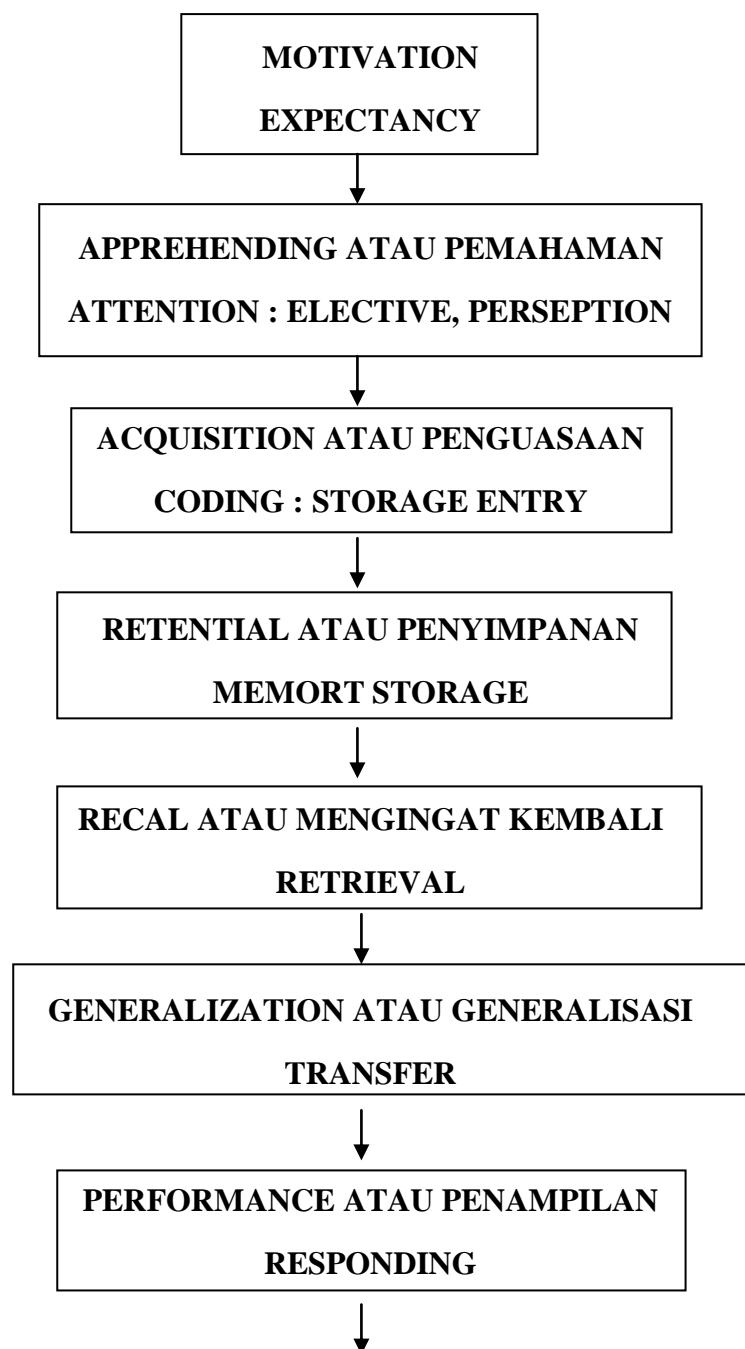 MOTIVATION
EXPECTANCY
APPREHENDING ATAU PEMAHAMAN
ATTENTION : ELECTIVE, PERSEPTION
ACQUISITION ATAU PENGUASAAN
CODING : STORAGE ENTRY
RETENTIAL ATAU PENYIMPANAN
MEMORT STORAGE
RECAL ATAU MENGINGAT KEMBALI
RETRIEVAL
GENERALIZATION ATAU GENERALISASI
TRANSFER
PERFORMANCE ATAU PENAMPILAN
RESPONDING